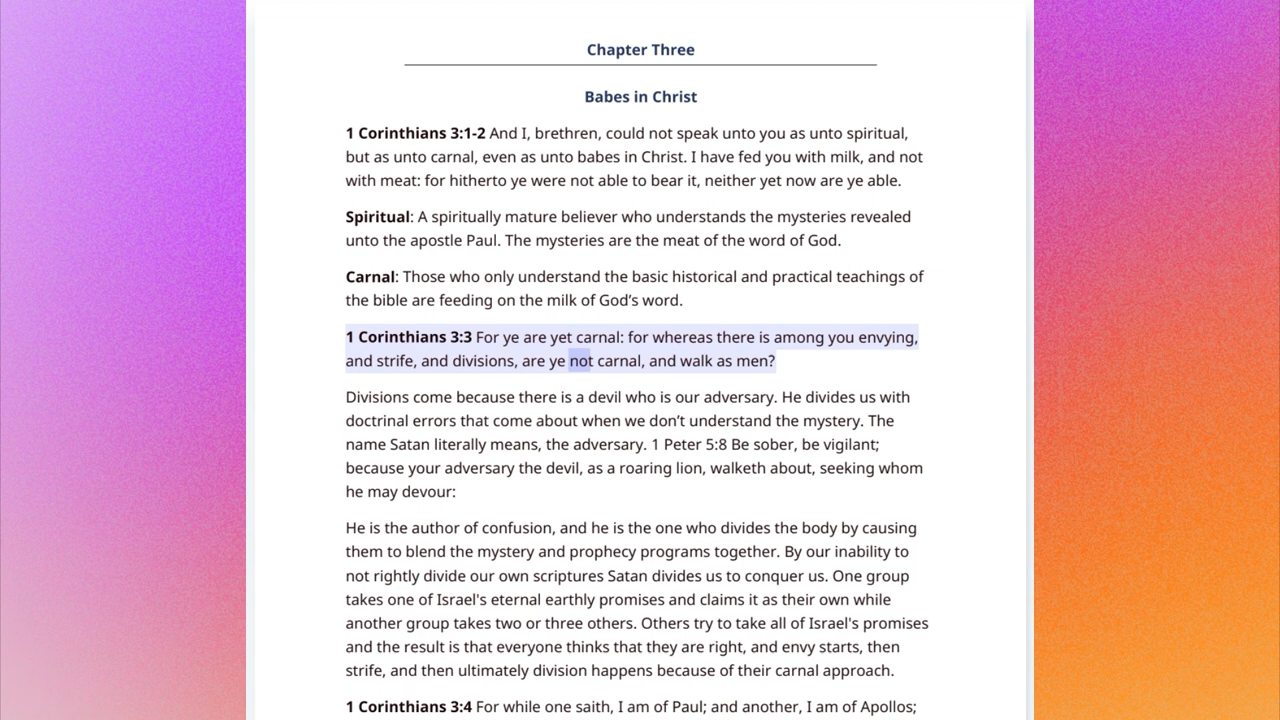 Chapter Three
Babes in Christ
1 Corinthians 3:1-2 And I, brethren, could not speak unto you as unto spiritual,
but as unto carnal, even as unto babes in Christ. I have fed you with milk, and not
with meat: for hitherto ye were not able to bear it, neither yet now are ye able.
Spiritual: A spiritually mature believer who understands the mysteries revealed
unto the apostle Paul. The mysteries are the meat of the word of God.
Carnal: Those who only understand the basic historical and practical teachings of
the bible are feeding on the milk of God’s word.
1 Corinthians 3:3 For ye are yet carnal: for whereas there is among you envying,
and strife, and divisions, are ye not carnal, and walk as men?
Divisions come because there is a devil who is our adversary. He divides us with
doctrinal errors that come about when we don’t understand the mystery. The
name Satan literally means, the adversary. 1 Peter 5:8 Be sober, be vigilant;
because your adversary the devil, as a roaring lion, walketh about, seeking whom
he may devour:
He is the author of confusion, and he is the one who divides the body by causing
them to blend the mystery and prophecy programs together. By our inability to
not rightly divide our own scriptures Satan divides us to conquer us. One group
takes one of Israel's eternal earthly promises and claims it as their own while
another group takes two or three others. Others try to take all of Israel's promises
and the result is that everyone thinks that they are right, and envy starts, then
strife, and then ultimately division happens because of their carnal approach.
1 Corinthians 3:4 For while one saith, I am of Paul; and another, I am of Apollos;